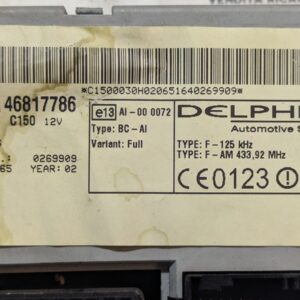 *C1500030H020651640269909*
46817786
C150 12V
e13 AI-00 0072
Type: BC-AI
Variant: Full
0269909
65 YEAR: 02
DELPHI
Automotive S
TYPE: F-125 kHz
TYPE: F-AM 433,92 MHz
CE0123